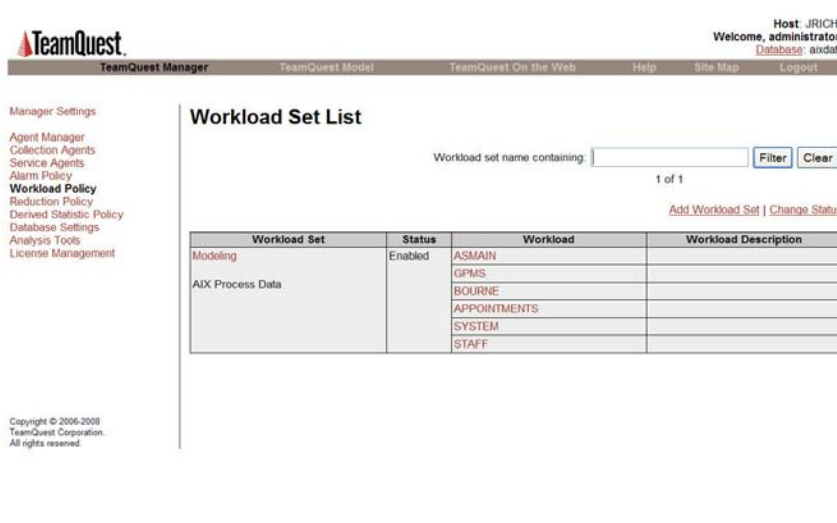 TeamQuest
Host: JRICH
Welcome, administrator
Database: aixdat
TeamQuest Manager TeamQuest Model TeamQuest On the Web Help Site Map Logout
Manager Settings
Agent Manager
Collection Agents
Service Agents
Alarm Policy
Workload Policy
Reduction Policy
Derived Statistic Policy
Database Settings
Analysis Tools
License Management
Workload Set List
Workload set name containing: Filter Clear
1 of 1
Add Workload Set | Change Statu
Workload Set Status Workload Workload Description
Modeling Enabled ASMAIN
GPMS
AIX Process Data
BOURNE
APPOINTMENTS
SYSTEM
STAFF
Copyright © 2006-2008
TeamQuest Corporation.
All rights reserved.